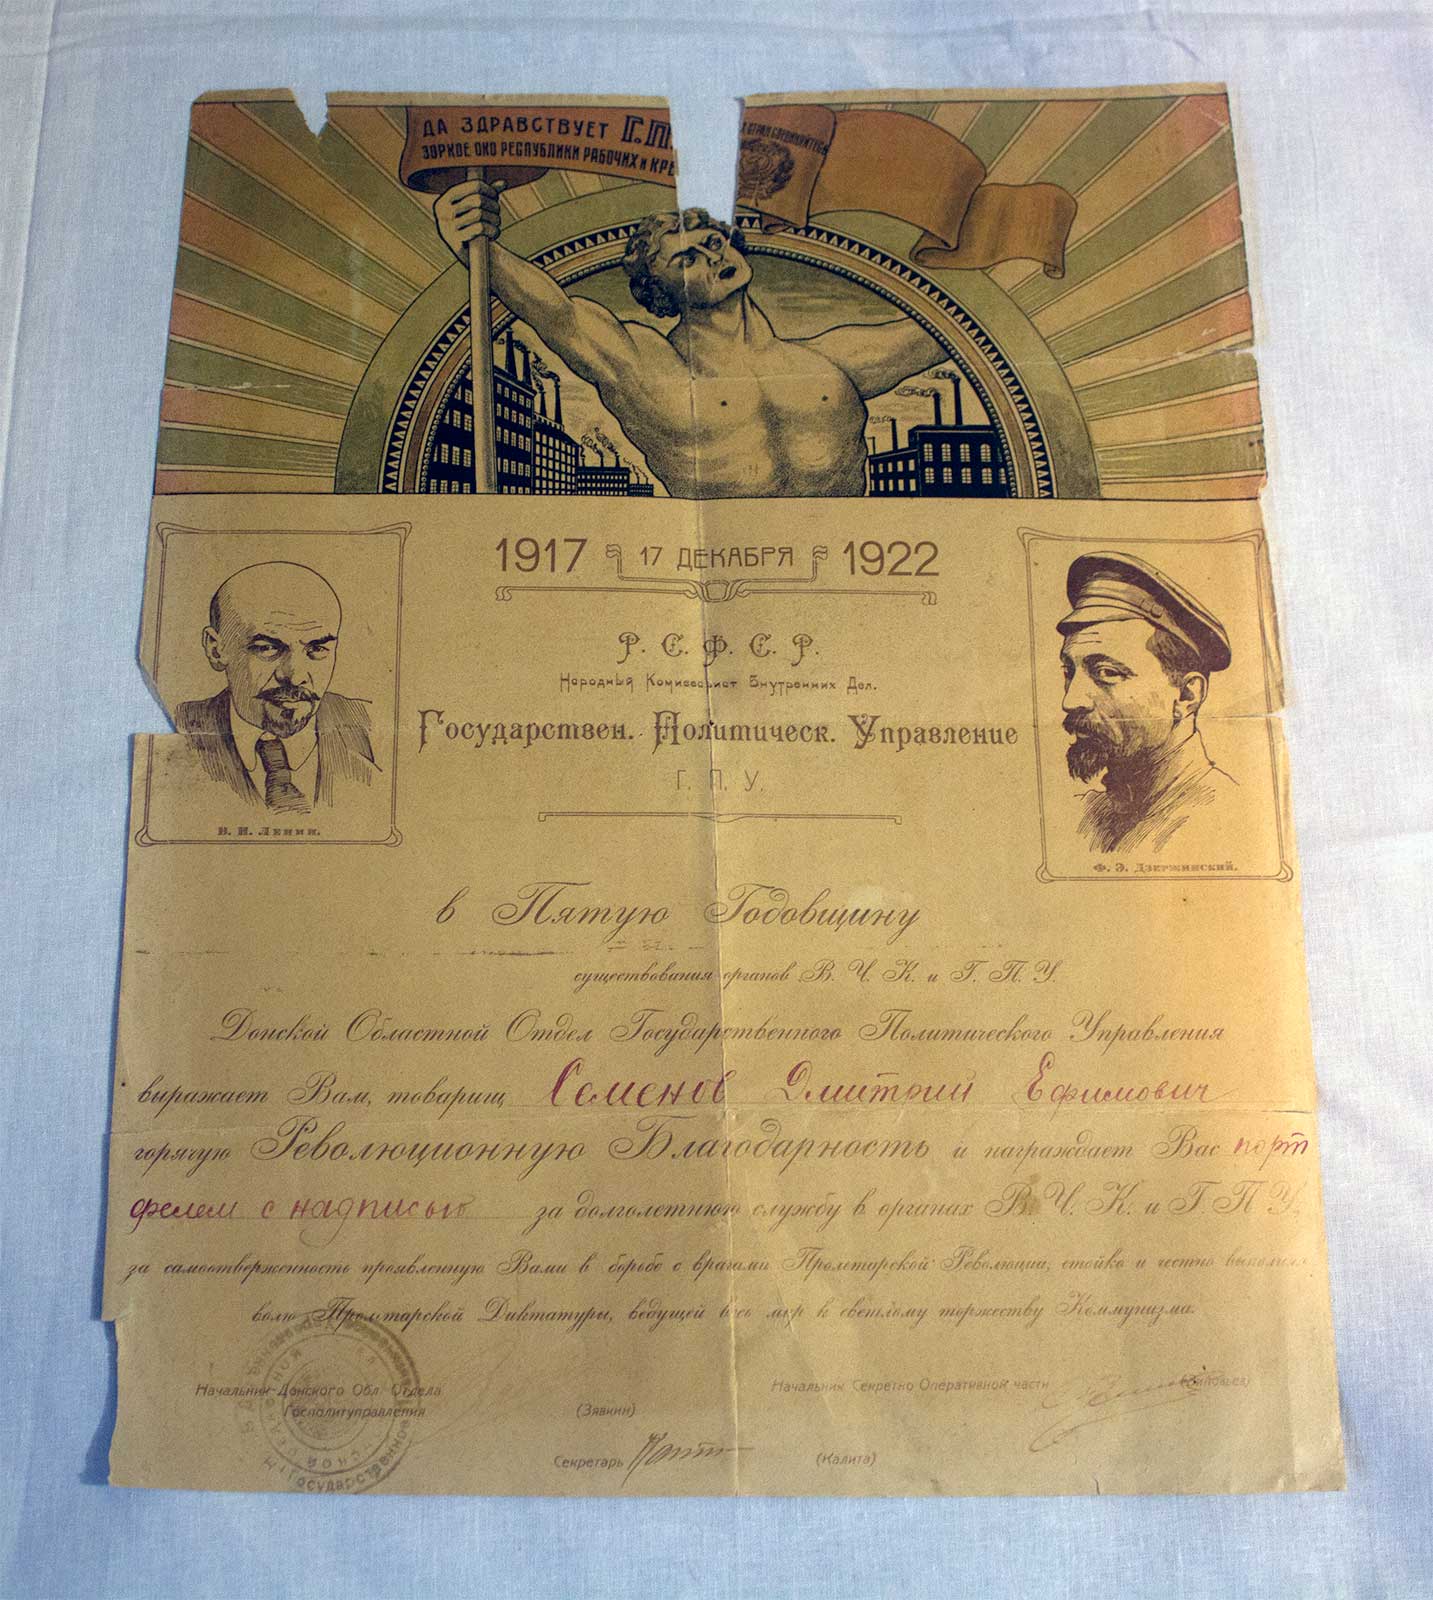 ДА ЗДРАВСТВУЕТ Г.П.
Х СТРАН СОЕДИНЯЙТЕСЬ
ЗОРКОЕ ОКО РЕСПУБЛИКИ РАБОЧИХ И КРЕ
1917 17 ДЕКАБРЯ 1922
Р. С. Ф. С. Р.
Народный Комиссариат Внутренних Дел.
Государствен. Политическ. Управление
Г. П. У.
В. И. Ленин.
Ф. Э. Дзержинский.
в Пятую Годовщину
существования органов В. Ч. К. и Г. П. У.
Донской Областной Отдел Государственного Политического Управления
выражает Вам, товарищ Семенов Дмитрий Ефимович
горячую Революционную Благодарность и награждает Вас порт
фелем с надписью за долголетнюю службу в органах В. Ч. К. и Г. П. У.
за самоотверженность проявленную Вами в борьбе с врагами Пролетарской Революции, стойко и честно выполняя
волю Пролтарской Диктатуры, ведущей весь мир к светлому торжеству Коммунизма.
Начальник Донского Обл. Отдела
Госполитуправления (Зявкин)
Начальник Секретно Оперативной части (Зиновьев)
Секретарь (Калита)